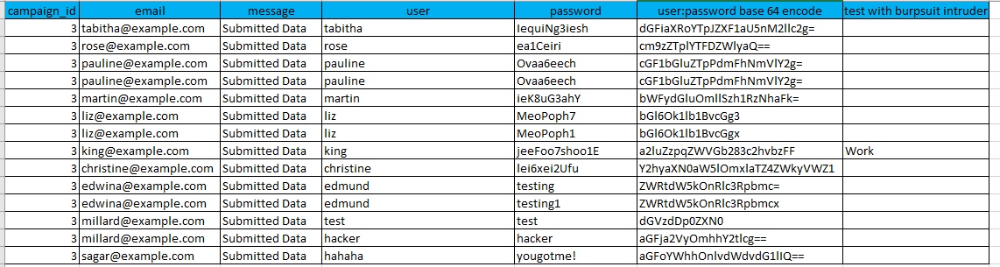 campaign_id email message user password user:password base 64 encode test with burpsuit intruder
3 tabitha@example.com Submitted Data tabitha IequiNg3iesh dGFiaXRoYTpJZXF1aU5nM2llc2g=
3 rose@example.com Submitted Data rose ea1Ceiri cm9zZTplYTFDZWlyaQ==
3 pauline@example.com Submitted Data pauline Ovaa6eech cGF1bGluZTpPdmFhNmVlY2g=
3 pauline@example.com Submitted Data pauline Ovaa6eech cGF1bGluZTpPdmFhNmVlY2g=
3 martin@example.com Submitted Data martin ieK8uG3ahY bWFydGluOmllSzh1RzNhaFk=
3 liz@example.com Submitted Data liz MeoPoph7 bGl6Ok1lb1BvcGg3
3 liz@example.com Submitted Data liz MeoPoph1 bGl6Ok1lb1BvcGgx
3 king@example.com Submitted Data king jeeFoo7shoo1E a2luZzpqZWVGb283c2hvbzFF Work
3 christine@example.com Submitted Data christine Iei6xei2Ufu Y2hyaXN0aW5lOmxlaTZ4ZWkyVWZ1
3 edwina@example.com Submitted Data edmund testing ZWRtdW5kOnRlc3Rpbmc=
3 edwina@example.com Submitted Data edmund testing1 ZWRtdW5kOnRlc3Rpbmcx
3 millard@example.com Submitted Data test test dGVzdDp0ZXN0
3 millard@example.com Submitted Data hacker hacker aGFja2VyOmhhY2tlcg==
3 sagar@example.com Submitted Data hahaha yougotme! aGFoYWhhOnlvdWdvdG1lIQ==